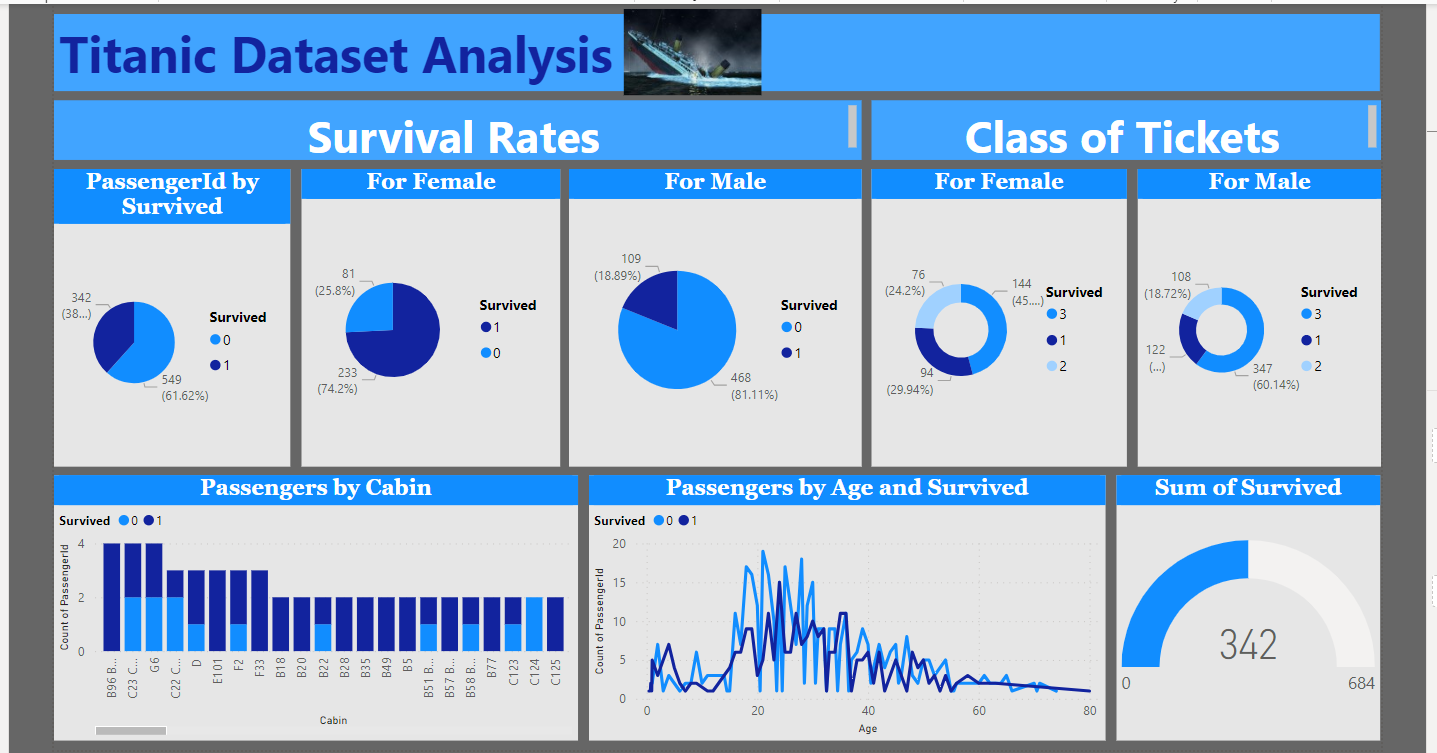 Titanic Dataset Analysis
Survival Rates
Class of Tickets
PassengerId by
Survived
342
(38...)
549
(61.62%)
Survived
0
1
For Female
81
(25.8%)
233
(74.2%)
Survived
1
0
For Male
109
(18.89%)
468
(81.11%)
Survived
0
1
For Female
76
(24.2%)
144
(45....)
94
(29.94%)
Survived
3
1
2
For Male
108
(18.72%)
122
(...)
347
(60.14%)
Survived
3
1
2
Passengers by Cabin
Survived 0 1
Count of PassengerId
4
2
0
B96 B...
C23 C...
G6
C22 C...
D
E101
F2
F33
B18
B20
B22
B28
B35
B49
B5
B51 B...
B57 B...
B58 B...
B77
C123
C124
C125
Cabin
Passengers by Age and Survived
Survived 0 1
Count of PassengerId
20
15
10
5
0
0 20 40 60 80
Age
Sum of Survived
342
0
684